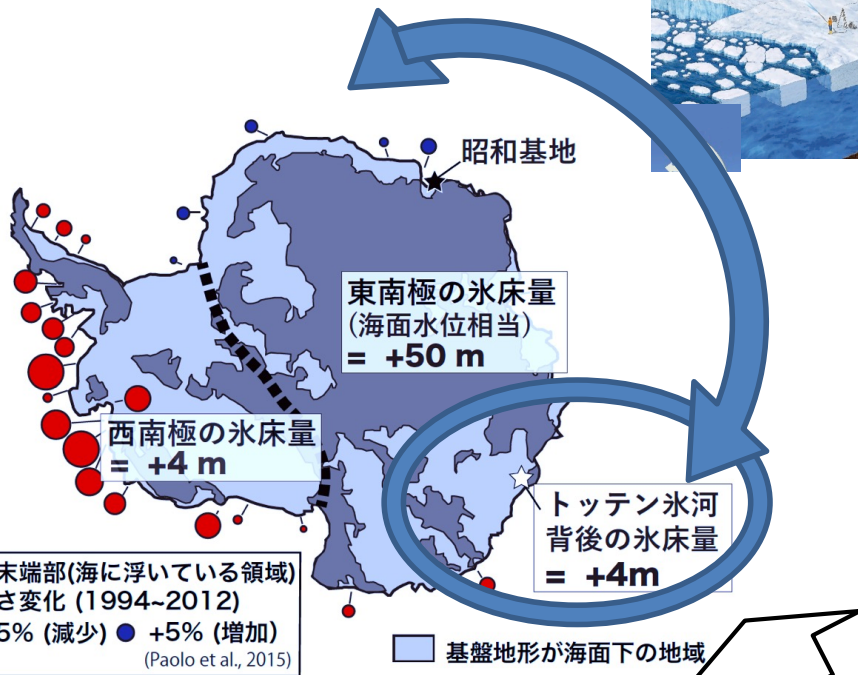 昭和基地
東南極の氷床量
(海面水位相当)
= +50 m
西南極の氷床量
= +4 m
トッテン氷河
背後の氷床量
= +4m
末端部(海に浮いている領域)
さ変化 (1994~2012)
5% (減少) +5% (増加)
(Paolo et al., 2015)
基盤地形が海面下の地域